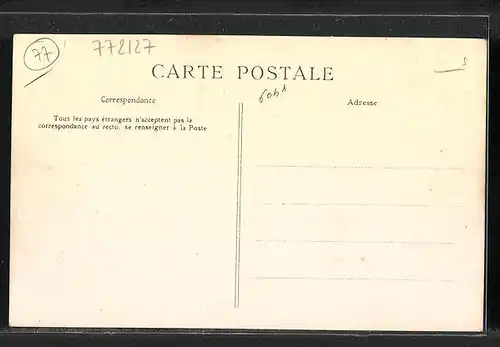 77
772127
CARTE POSTALE
Correspondance
Adresse
Tous les pays étrangers n'acceptent pas la
correspondance au recto, se renseigner à la Poste